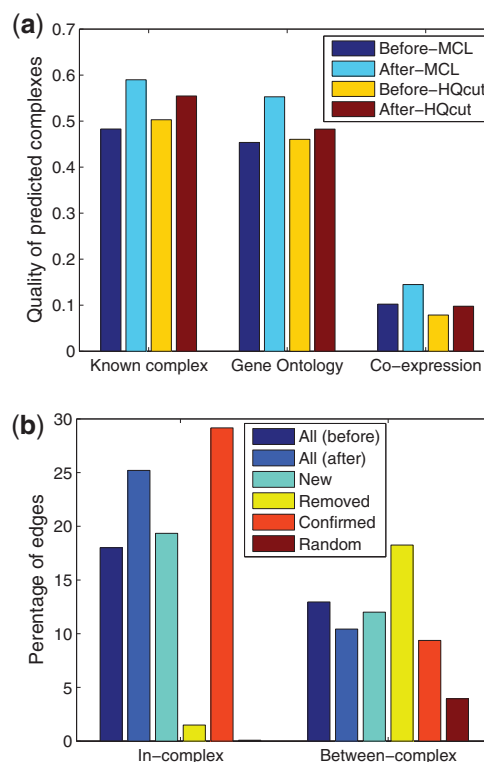 (a)
Quality of predicted complexes
0.7
0.6
0.5
0.4
0.3
0.2
0.1
0
Before-MCL
After-MCL
Before-HQcut
After-HQcut
Known complex
Gene Ontology
Co-expression
(b)
Perentage of edges
30
25
20
15
10
5
0
All (before)
All (after)
New
Removed
Confirmed
Random
In-complex
Between-complex